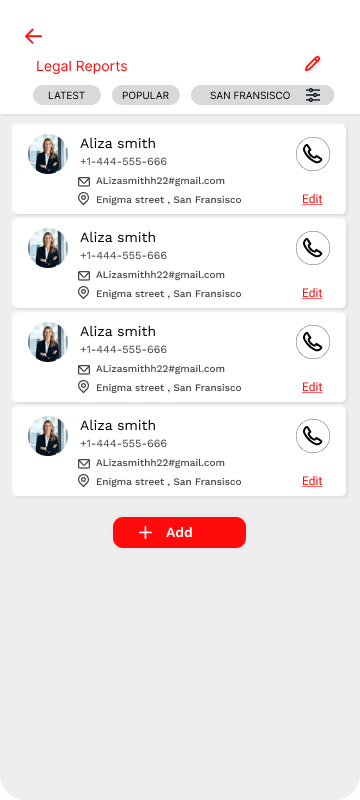 Legal Reports
LATEST POPULAR SAN FRANSISCO
Aliza smith
+1-444-555-666
ALizasmithh22#gmail.com
Enigma street , San Fransisco Edit
Aliza smith
+1-444-555-666
ALizasmithh22#gmail.com
Enigma street , San Fransisco Edit
Aliza smith
+1-444-555-666
ALizasmithh22#gmail.com
Enigma street , San Fransisco Edit
Aliza smith
+1-444-555-666
ALizasmithh22#gmail.com
Enigma street , San Fransisco Edit
Add